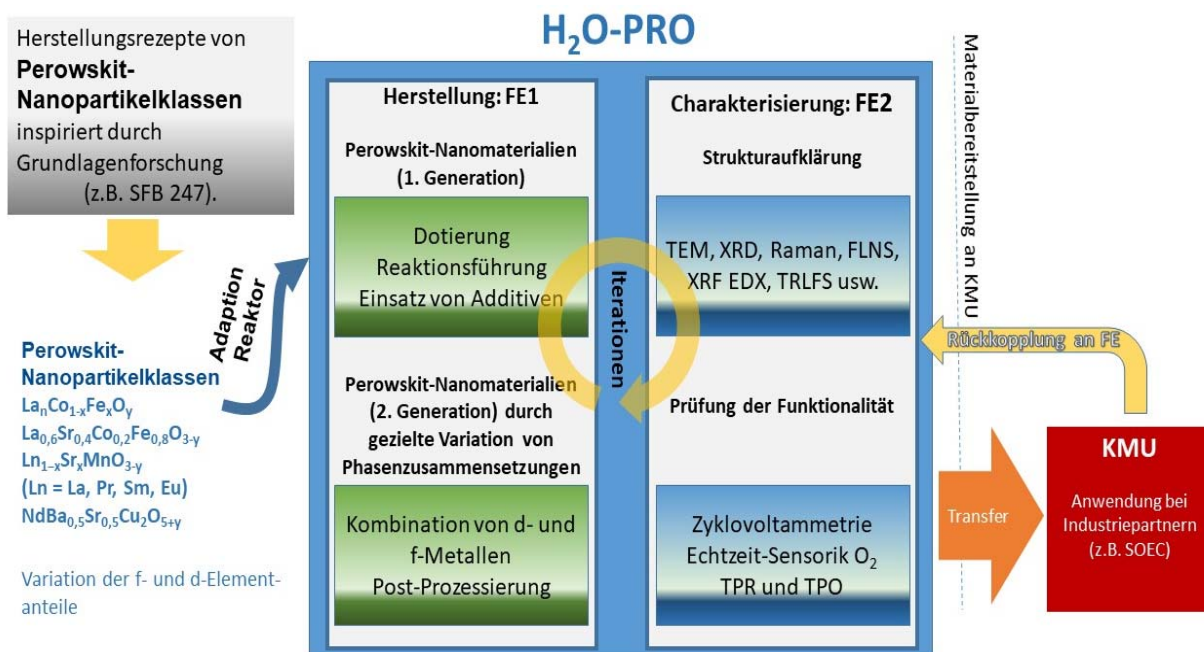 H₂O-PRO
Herstellungsrezepte von
Perowskit-
Nanopartikelklassen
inspiriert durch
Grundlagenforschung
(z.B. SFB 247).
Perowskit-
Nanopartikelklassen
LaₙCo₁₋ₓFeₓOᵧ
La₀,₆Sr₀,₄Co₀,₂Fe₀,₈O₃₋ᵧ
Ln₁₋ₓSrₓMnO₃₋ᵧ
(Ln = La, Pr, Sm, Eu)
NdBa₀,₅Sr₀,₅Cu₂O₅₊ᵧ
Variation der f- und d-Element-
anteile
Adaption
Reaktor
Herstellung: FE1
Perowskit-Nanomaterialien
(1. Generation)
Dotierung
Reaktionsführung
Einsatz von Additiven
Perowskit-Nanomaterialien
(2. Generation) durch
gezielte Variation von
Phasenzusammensetzungen
Kombination von d- und
f-Metallen
Post-Prozessierung
Iterationen
Charakterisierung: FE2
Strukturaufklärung
TEM, XRD, Raman, FLNS,
XRF EDX, TRLFS usw.
Prüfung der Funktionalität
Zyklovoltammetrie
Echtzeit-Sensorik O₂
TPR und TPO
Materialbereitstellung an KMU
Rückkopplung an FE
Transfer
KMU
Anwendung bei
Industriepartnern
(z.B. SOEC)